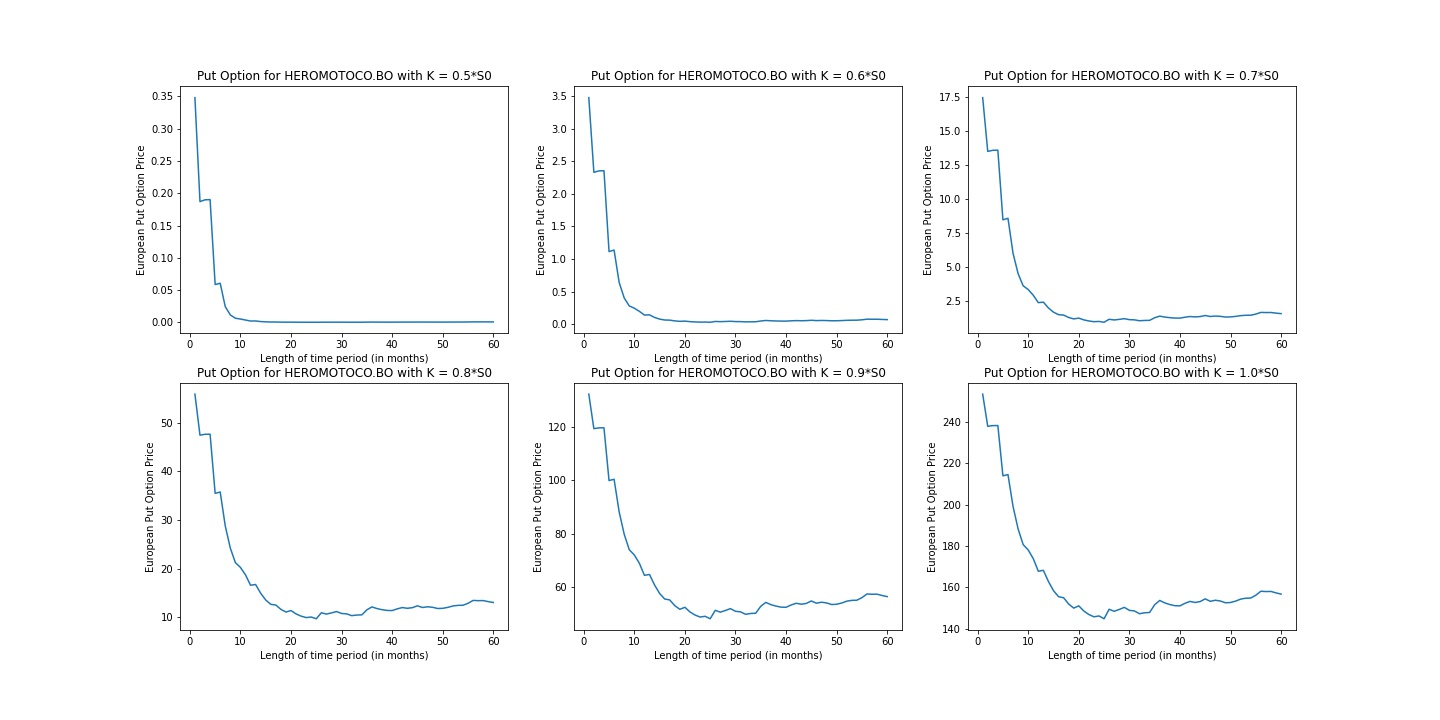 Put Option for HEROMOTOCO.BO with K = 0.5*S0
European Put Option Price
0.35
0.30
0.25
0.20
0.15
0.10
0.05
0.00
0 10 20 30 40 50 60
Length of time period (in months)
Put Option for HEROMOTOCO.BO with K = 0.6*S0
European Put Option Price
3.5
3.0
2.5
2.0
1.5
1.0
0.5
0.0
0 10 20 30 40 50 60
Length of time period (in months)
Put Option for HEROMOTOCO.BO with K = 0.7*S0
European Put Option Price
17.5
15.0
12.5
10.0
7.5
5.0
2.5
0 10 20 30 40 50 60
Length of time period (in months)
Put Option for HEROMOTOCO.BO with K = 0.8*S0
European Put Option Price
50
40
30
20
10
0 10 20 30 40 50 60
Length of time period (in months)
Put Option for HEROMOTOCO.BO with K = 0.9*S0
European Put Option Price
120
100
80
60
0 10 20 30 40 50 60
Length of time period (in months)
Put Option for HEROMOTOCO.BO with K = 1.0*S0
European Put Option Price
240
220
200
180
160
140
0 10 20 30 40 50 60
Length of time period (in months)